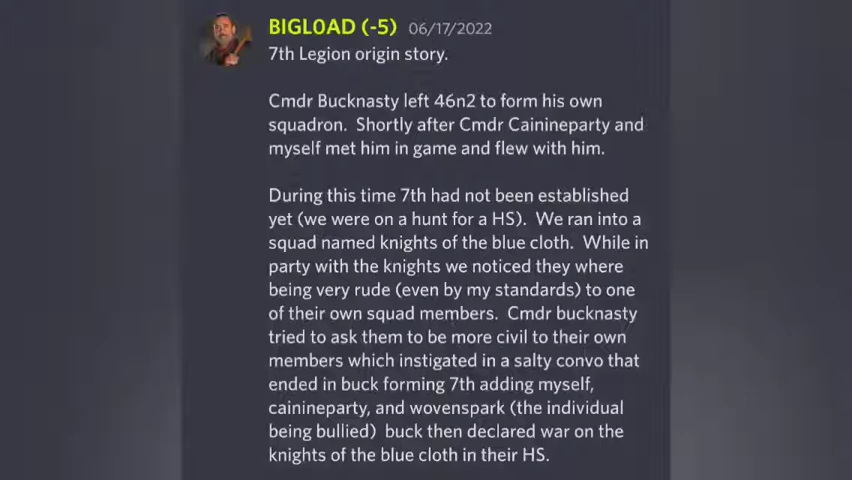 BIGL0AD (-5) 06/17/2022
7th Legion origin story.
Cmdr Bucknasty left 46n2 to form his own
squadron. Shortly after Cmdr Cainineparty and
myself met him in game and flew with him.
During this time 7th had not been established
yet (we were on a hunt for a HS). We ran into a
squad named knights of the blue cloth. While in
party with the knights we noticed they where
being very rude (even by my standards) to one
of their own squad members. Cmdr bucknasty
tried to ask them to be more civil to their own
members which instigated in a salty convo that
ended in buck forming 7th adding myself,
cainineparty, and wovenspark (the individual
being bullied) buck then declared war on the
knights of the blue cloth in their HS.